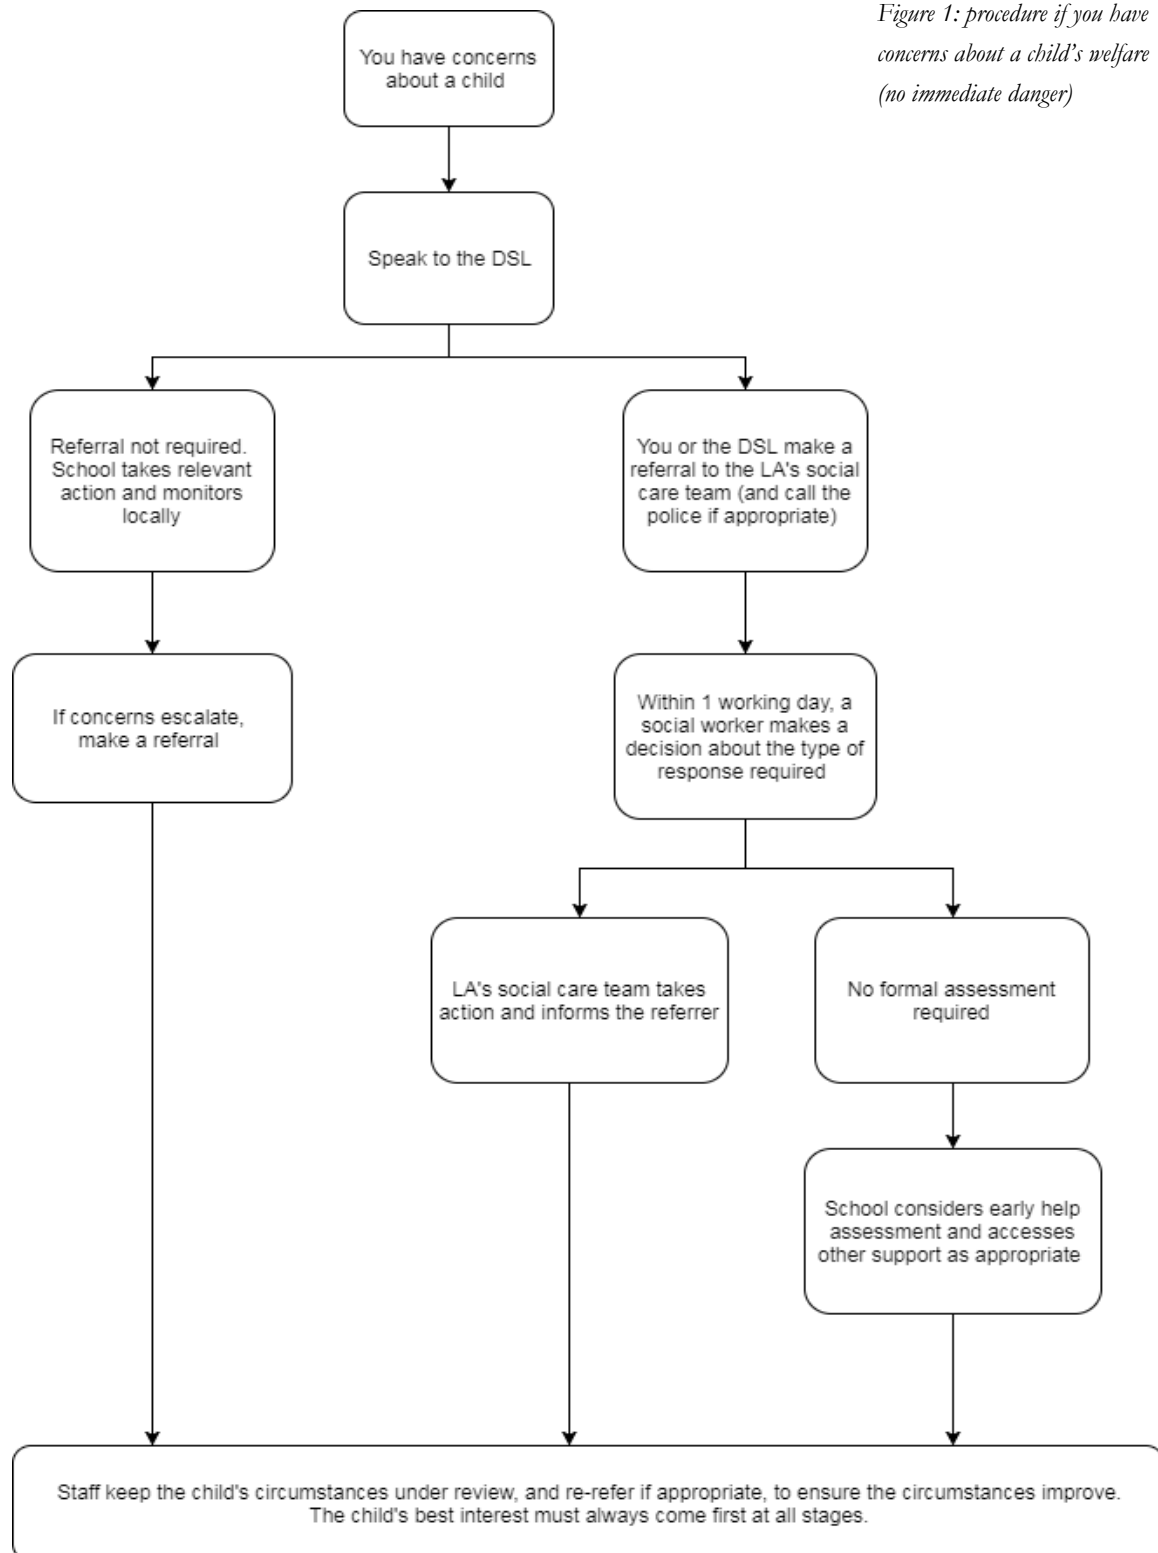 Figure 1: procedure if you have
concerns about a child’s welfare
(no immediate danger)
You have concerns
about a child
Speak to the DSL
Referral not required.
School takes relevant
action and monitors
locally
You or the DSL make a
referral to the LA's social
care team (and call the
police if appropriate)
If concerns escalate,
make a referral
Within 1 working day, a
social worker makes a
decision about the type of
response required
LA's social care team takes
action and informs the referrer
No formal assessment
required
School considers early help
assessment and accesses
other support as appropriate
Staff keep the child's circumstances under review, and re-refer if appropriate, to ensure the circumstances improve.
The child's best interest must always come first at all stages.